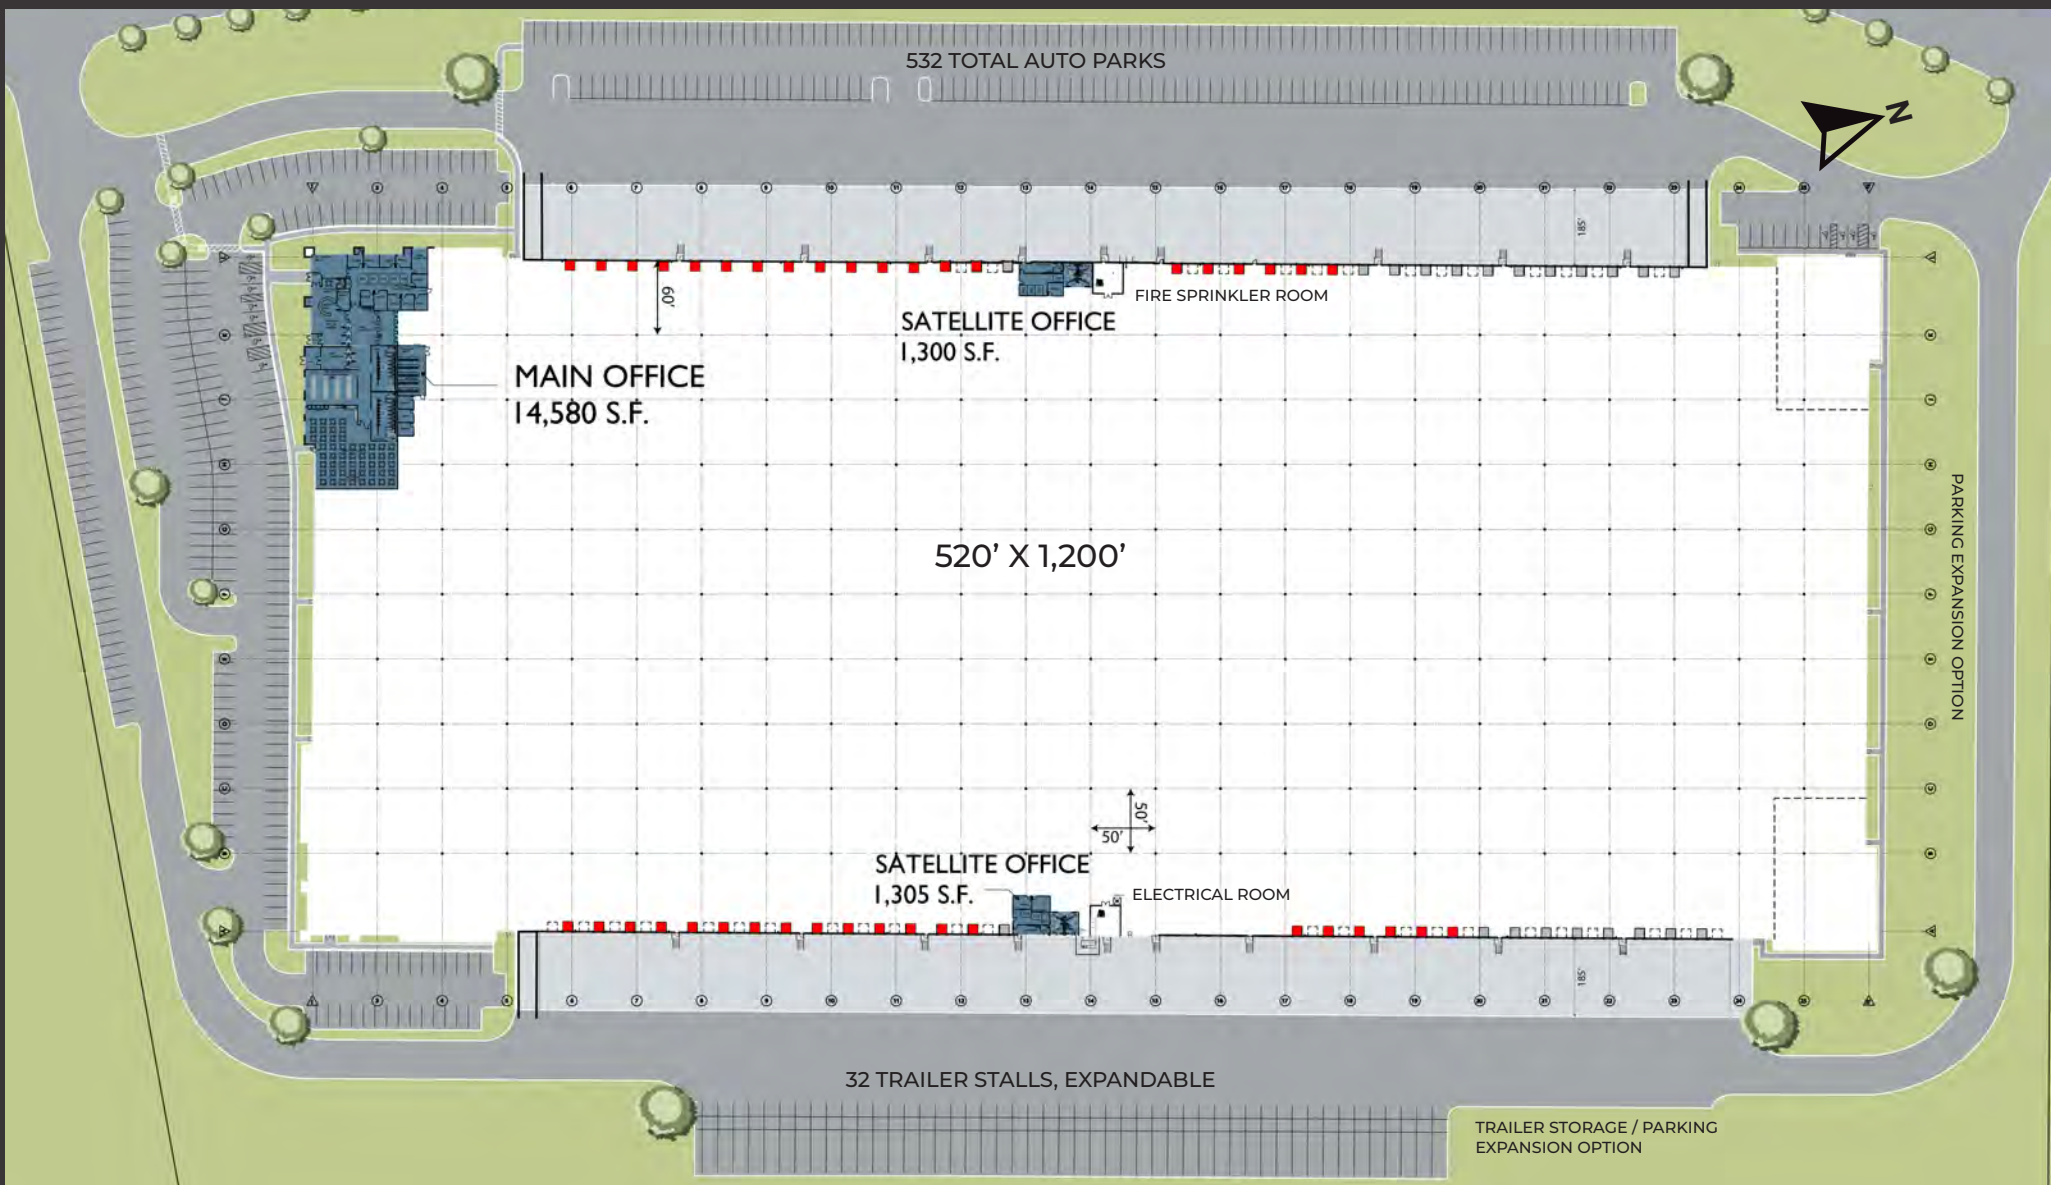 532 TOTAL AUTO PARKS
N
185'
60'
FIRE SPRINKLER ROOM
SATELLITE OFFICE
1,300 S.F.
MAIN OFFICE
14,580 S.F.
520' X 1,200'
PARKING EXPANSION OPTION
50'
50'
SATELLITE OFFICE
1,305 S.F.
ELECTRICAL ROOM
185'
32 TRAILER STALLS, EXPANDABLE
TRAILER STORAGE / PARKING
EXPANSION OPTION